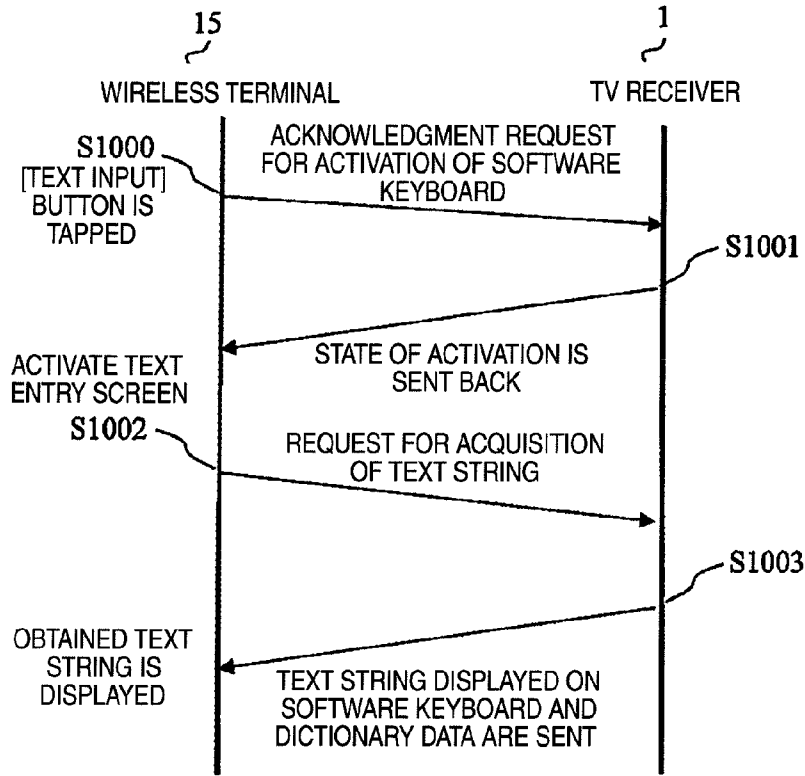 15
1
WIRELESS TERMINAL
TV RECEIVER
S1000
[TEXT INPUT]
BUTTON IS
TAPPED
ACKNOWLEDGMENT REQUEST
FOR ACTIVATION OF SOFTWARE
KEYBOARD
S1001
STATE OF ACTIVATION IS
SENT BACK
ACTIVATE TEXT
ENTRY SCREEN
S1002
REQUEST FOR ACQUISITION
OF TEXT STRING
S1003
OBTAINED TEXT
STRING IS
DISPLAYED
TEXT STRING DISPLAYED ON
SOFTWARE KEYBOARD AND
DICTIONARY DATA ARE SENT